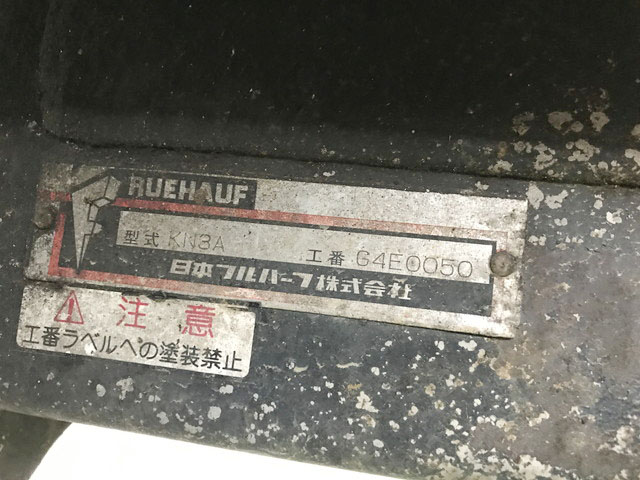 FRUEHAUF
型式 KN3A 工番 G4E0050
日本フルハーフ株式会社
注意
工番ラベルへの塗装禁止